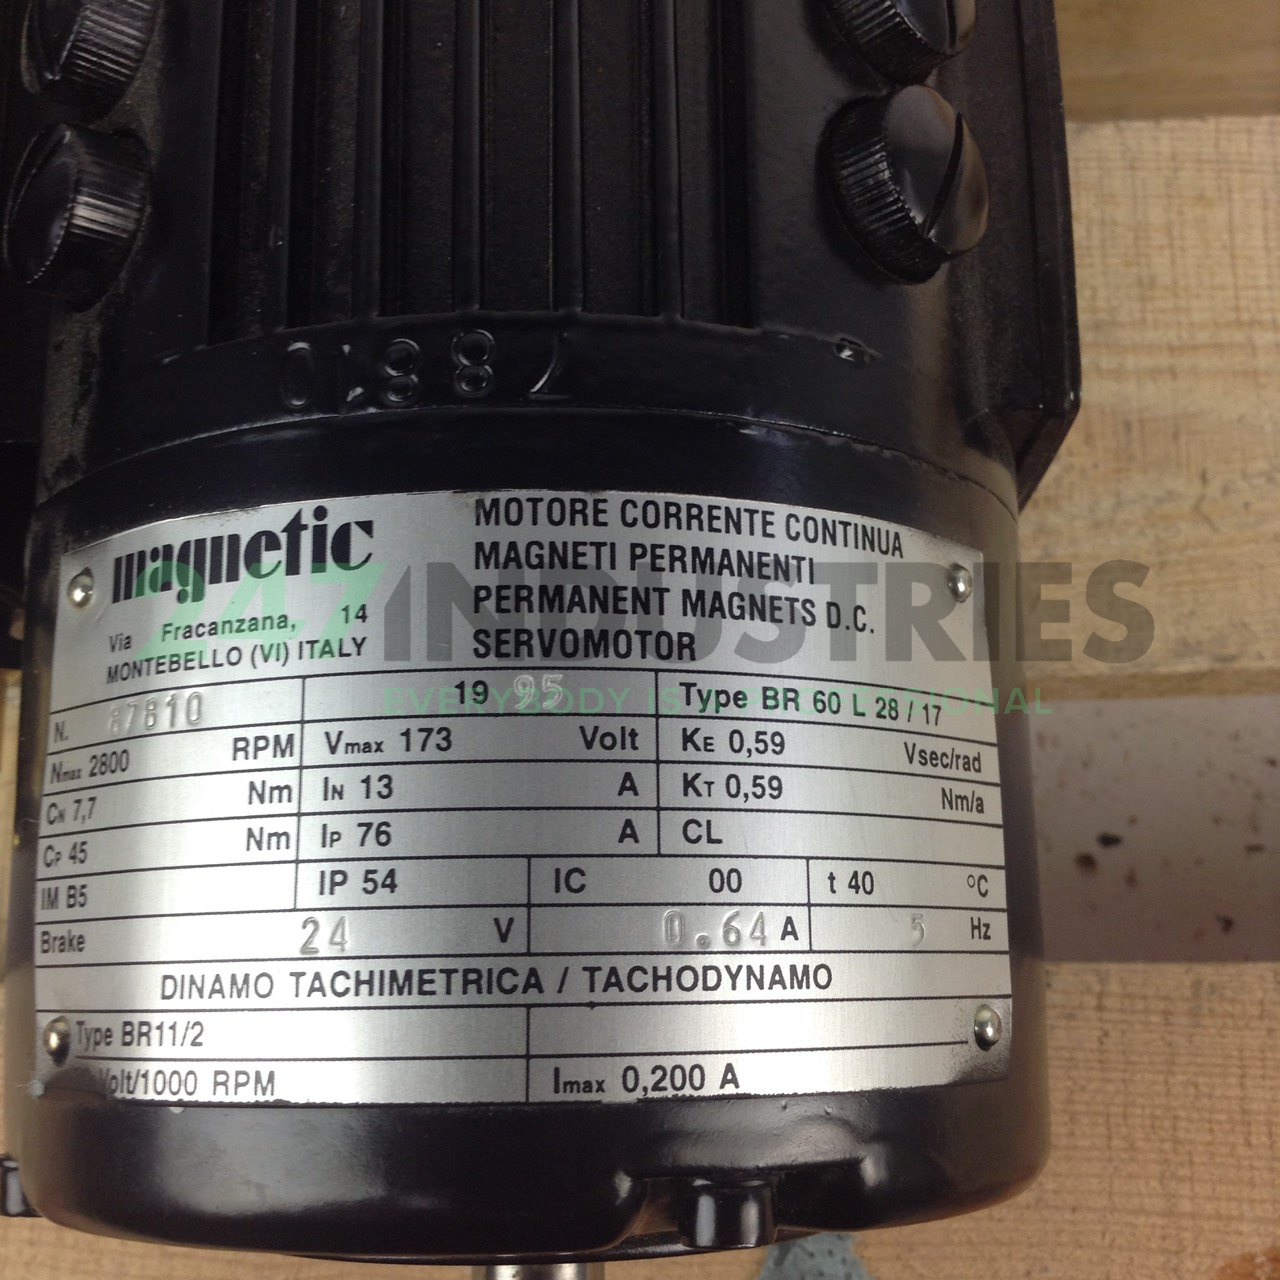 01887
magnetic
Via Fracanzana, 14
MONTEBELLO (VI) ITALY
MOTORE CORRENTE CONTINUA
MAGNETI PERMANENTI
PERMANENT MAGNETS D.C.
SERVOMOTOR
247INDUSTRIES
EVERYBODY IS A PROFESSIONAL
N. 87810
19 95
Type BR 60 L 28 / 17
Nmax 2800 RPM
Vmax 173 Volt
KE 0,59 Vsec/rad
CN 7,7 Nm
IN 13 A
KT 0,59 Nm/a
CP 45 Nm
IP 76 A
CL
IM B5
IP 54
IC 00
t 40 °C
Brake 24 V
0.64 A
5 Hz
DINAMO TACHIMETRICA / TACHODYNAMO
Type BR11/2
Volt/1000 RPM
Imax 0,200 A